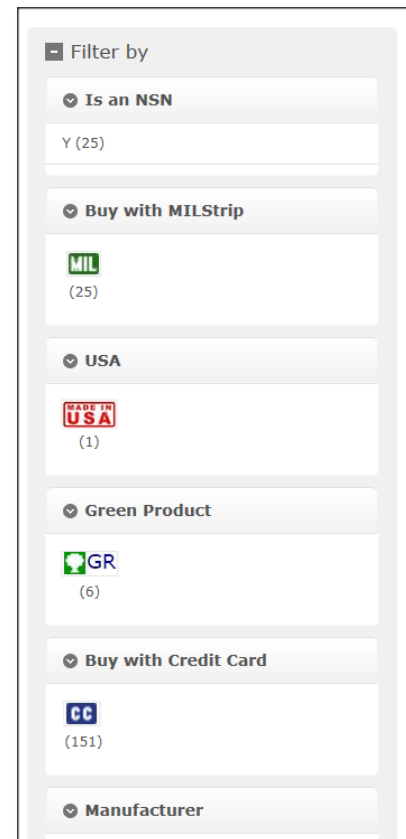 Filter by
Is an NSN
Y (25)
Buy with MILStrip
MIL
(25)
USA
MADE IN
USA
(1)
Green Product
GR
(6)
Buy with Credit Card
CC
(151)
Manufacturer